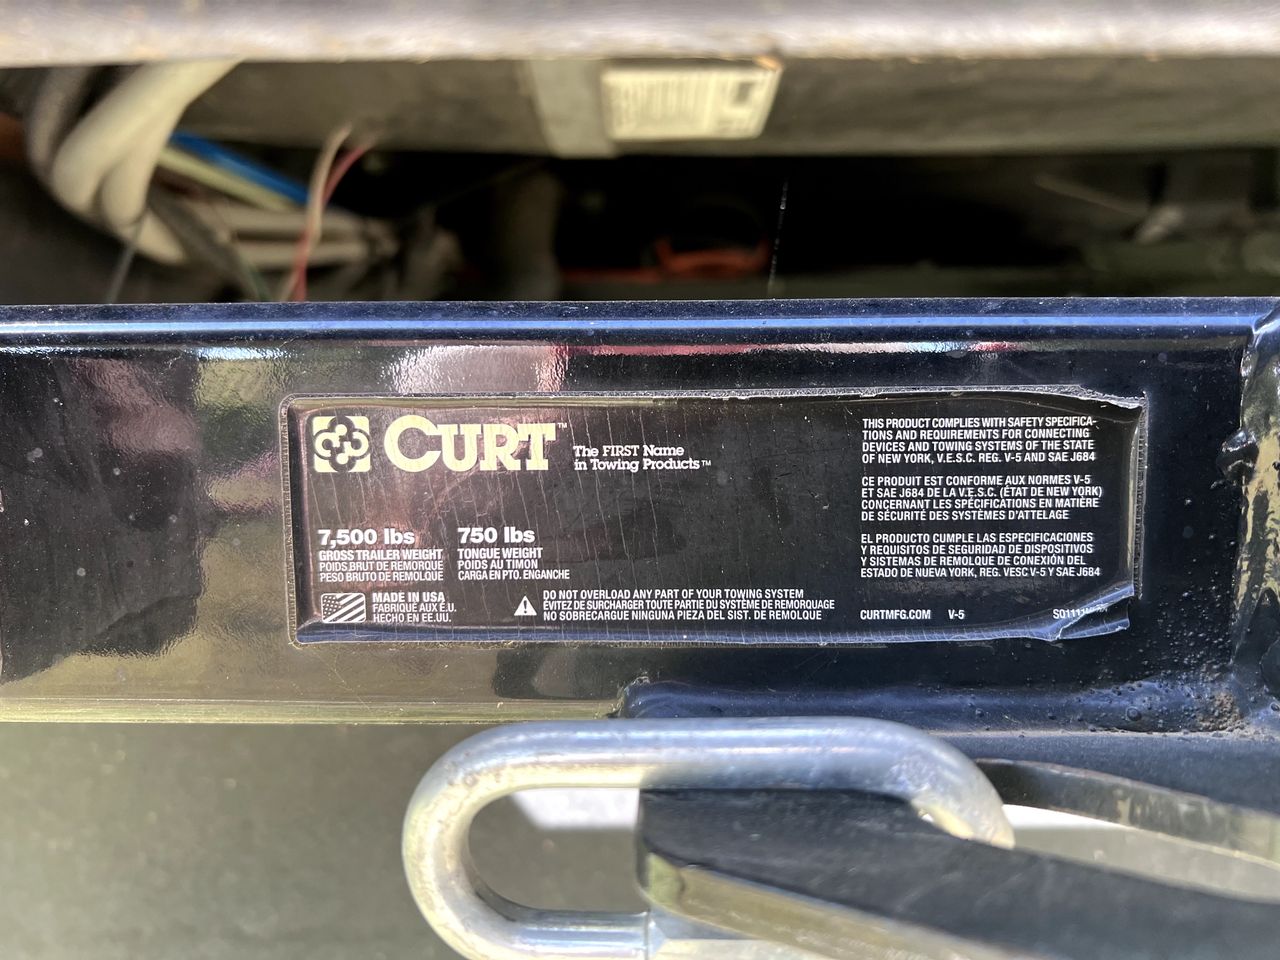 CURT™
The FIRST Name
in Towing Products™
7,500 lbs
GROSS TRAILER WEIGHT
POIDS BRUT DE REMORQUE
PESO BRUTO DE REMOLQUE
750 lbs
TONGUE WEIGHT
POIDS AU TIMON
CARGA EN PTO. ENGANCHE
MADE IN USA
FABRIQUÉ AUX É.U.
HECHO EN EE.UU.
DO NOT OVERLOAD ANY PART OF YOUR TOWING SYSTEM
ÉVITEZ DE SURCHARGER TOUTE PARTIE DU SYSTÈME DE REMORQUAGE
NO SOBRECARGUE NINGUNA PIEZA DEL SIST. DE REMOLQUE
THIS PRODUCT COMPLIES WITH SAFETY SPECIFICA-
TIONS AND REQUIREMENTS FOR CONNECTING
DEVICES AND TOWING SYSTEMS OF THE STATE
OF NEW YORK, V.E.S.C. REG. V-5 AND SAE J684
CE PRODUIT EST CONFORME AUX NORMES V-5
ET SAE J684 DE LA V.E.S.C. (ÉTAT DE NEW YORK)
CONCERNANT LES SPÉCIFICATIONS EN MATIÈRE
DE SÉCURITÉ DES SYSTÈMES D'ATTELAGE
EL PRODUCTO CUMPLE LAS ESPECIFICACIONES
Y REQUISITOS DE SEGURIDAD DE DISPOSITIVOS
Y SISTEMAS DE REMOLQUE DE CONEXIÓN DEL
ESTADO DE NUEVA YORK, REG. VESC V-5 Y SAE J684
CURTMFG.COM V-5